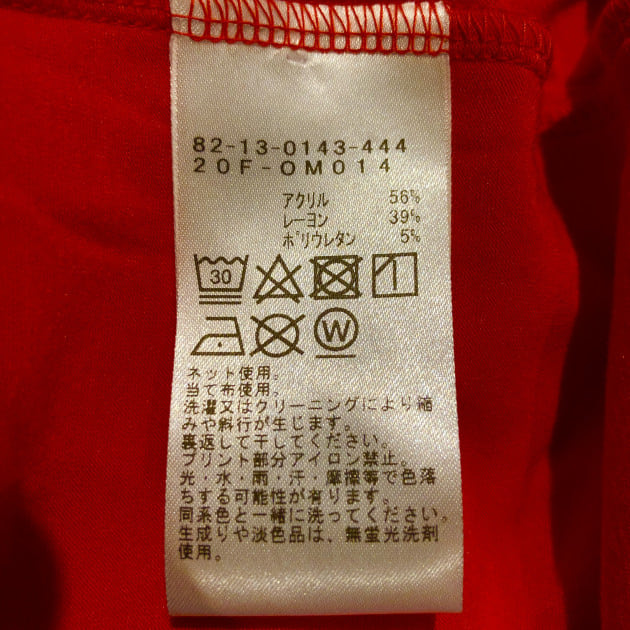 82-13-0143-444
20F-OM014
アクリル 56%
レーヨン 39%
ポリウレタン 5%
30
W
ネット使用。
当て布使用。
洗濯又はクリーニングにより縮
みや斜行が生じます。
裏返して干してください。
プリント部分アイロン禁止。
光・水・雨・汗・摩擦等で色落
ちする可能性が有ります。
同系色と一緒に洗ってください。
生成りや淡色品は、無蛍光洗剤
使用。